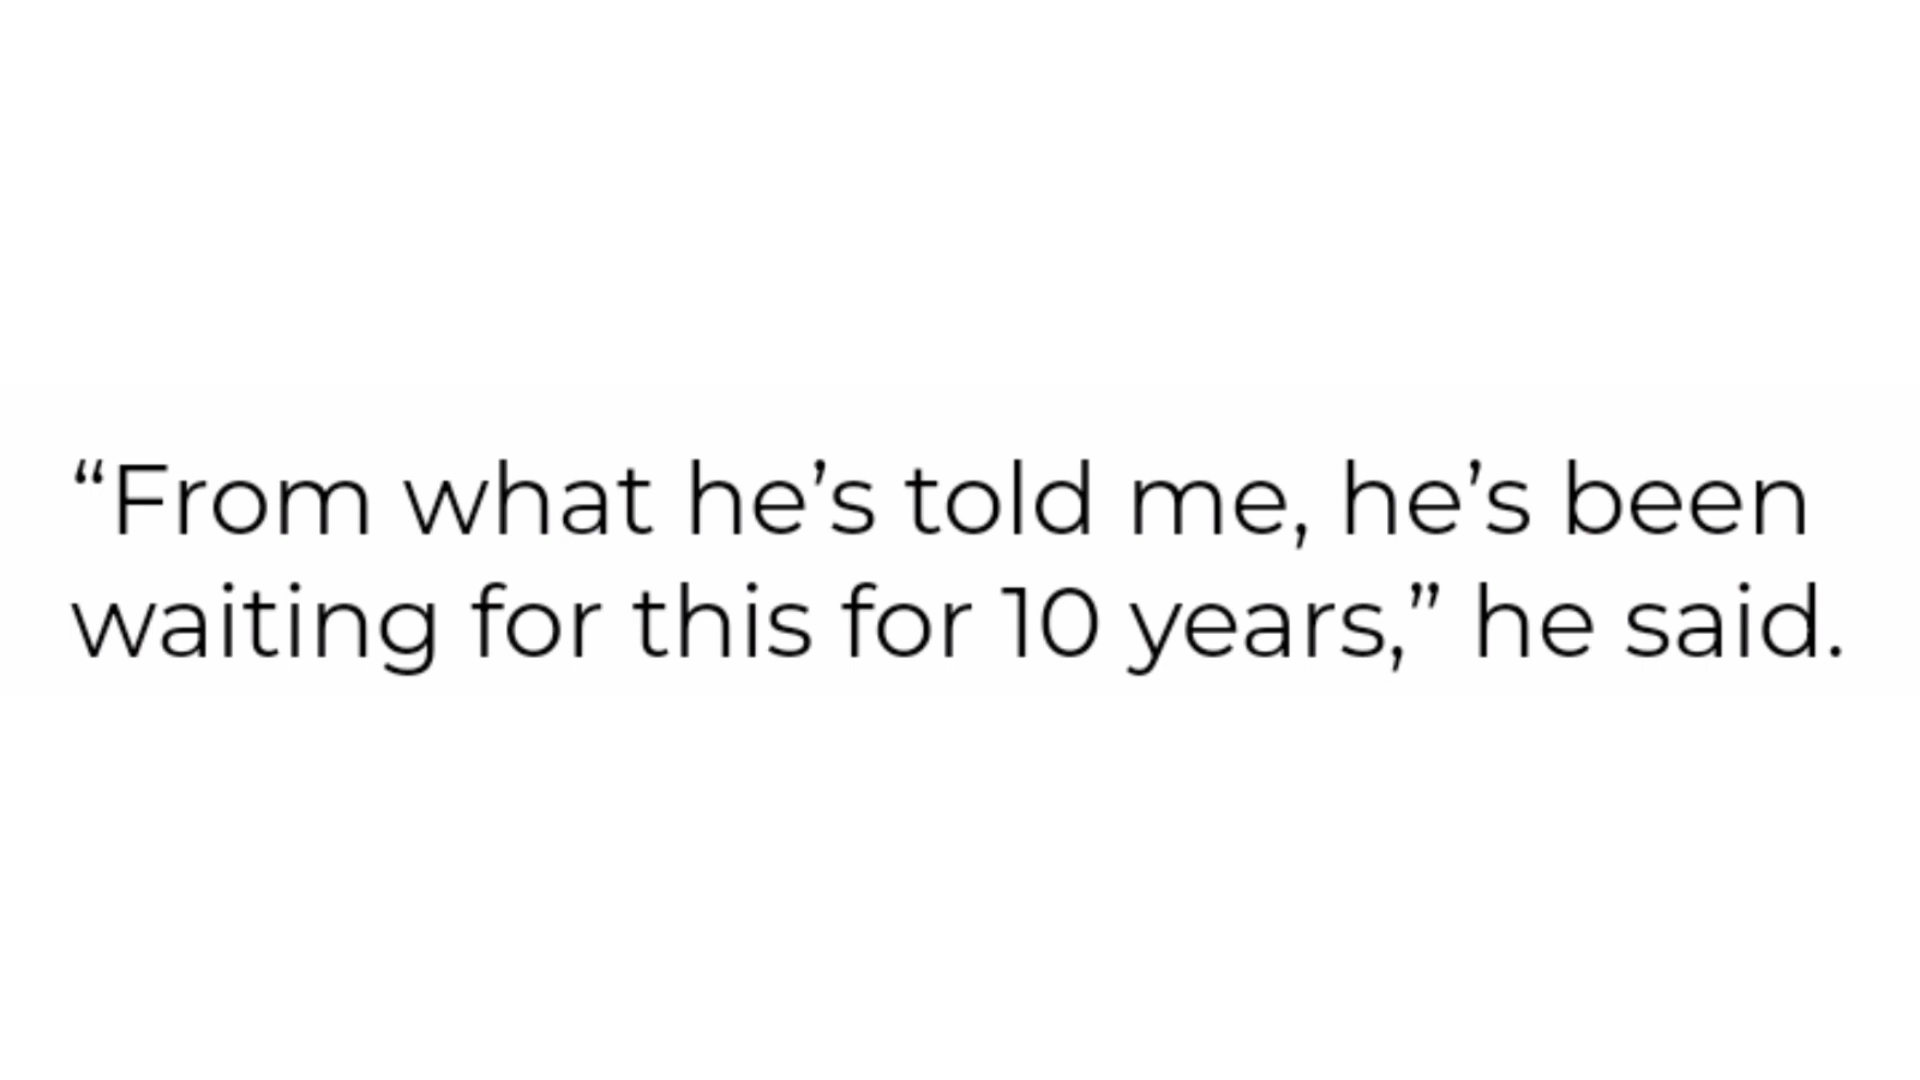 “From what he’s told me, he’s been
waiting for this for 10 years,” he said.